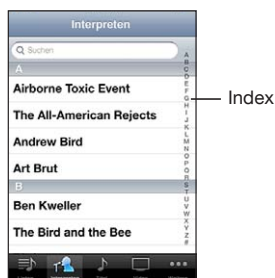 Interpreten
Suchen
A
Airborne Toxic Event
The All-American Rejects
Andrew Bird
Art Brut
B
Ben Kweller
The Bird and the Bee
A
B
C
D
E
F
G
H
I
J
K
L
M
N
O
P
Q
R
S
T
U
V
W
X
Y
Z
#
Index